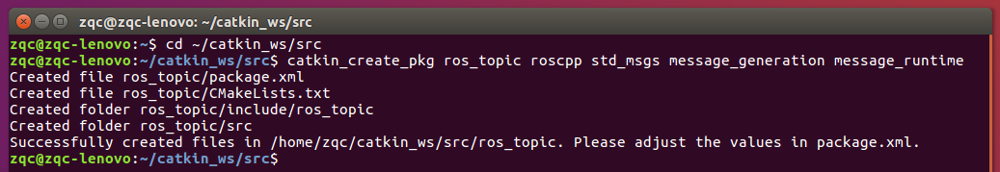 zqc@zqc-lenovo: ~/catkin_ws/src
zqc@zqc-lenovo:~$ cd ~/catkin_ws/src
zqc@zqc-lenovo:~/catkin_ws/src$ catkin_create_pkg ros_topic roscpp std_msgs message_generation message_runtime
Created file ros_topic/package.xml
Created file ros_topic/CMakeLists.txt
Created folder ros_topic/include/ros_topic
Created folder ros_topic/src
Successfully created files in /home/zqc/catkin_ws/src/ros_topic. Please adjust the values in package.xml.
zqc@zqc-lenovo:~/catkin_ws/src$